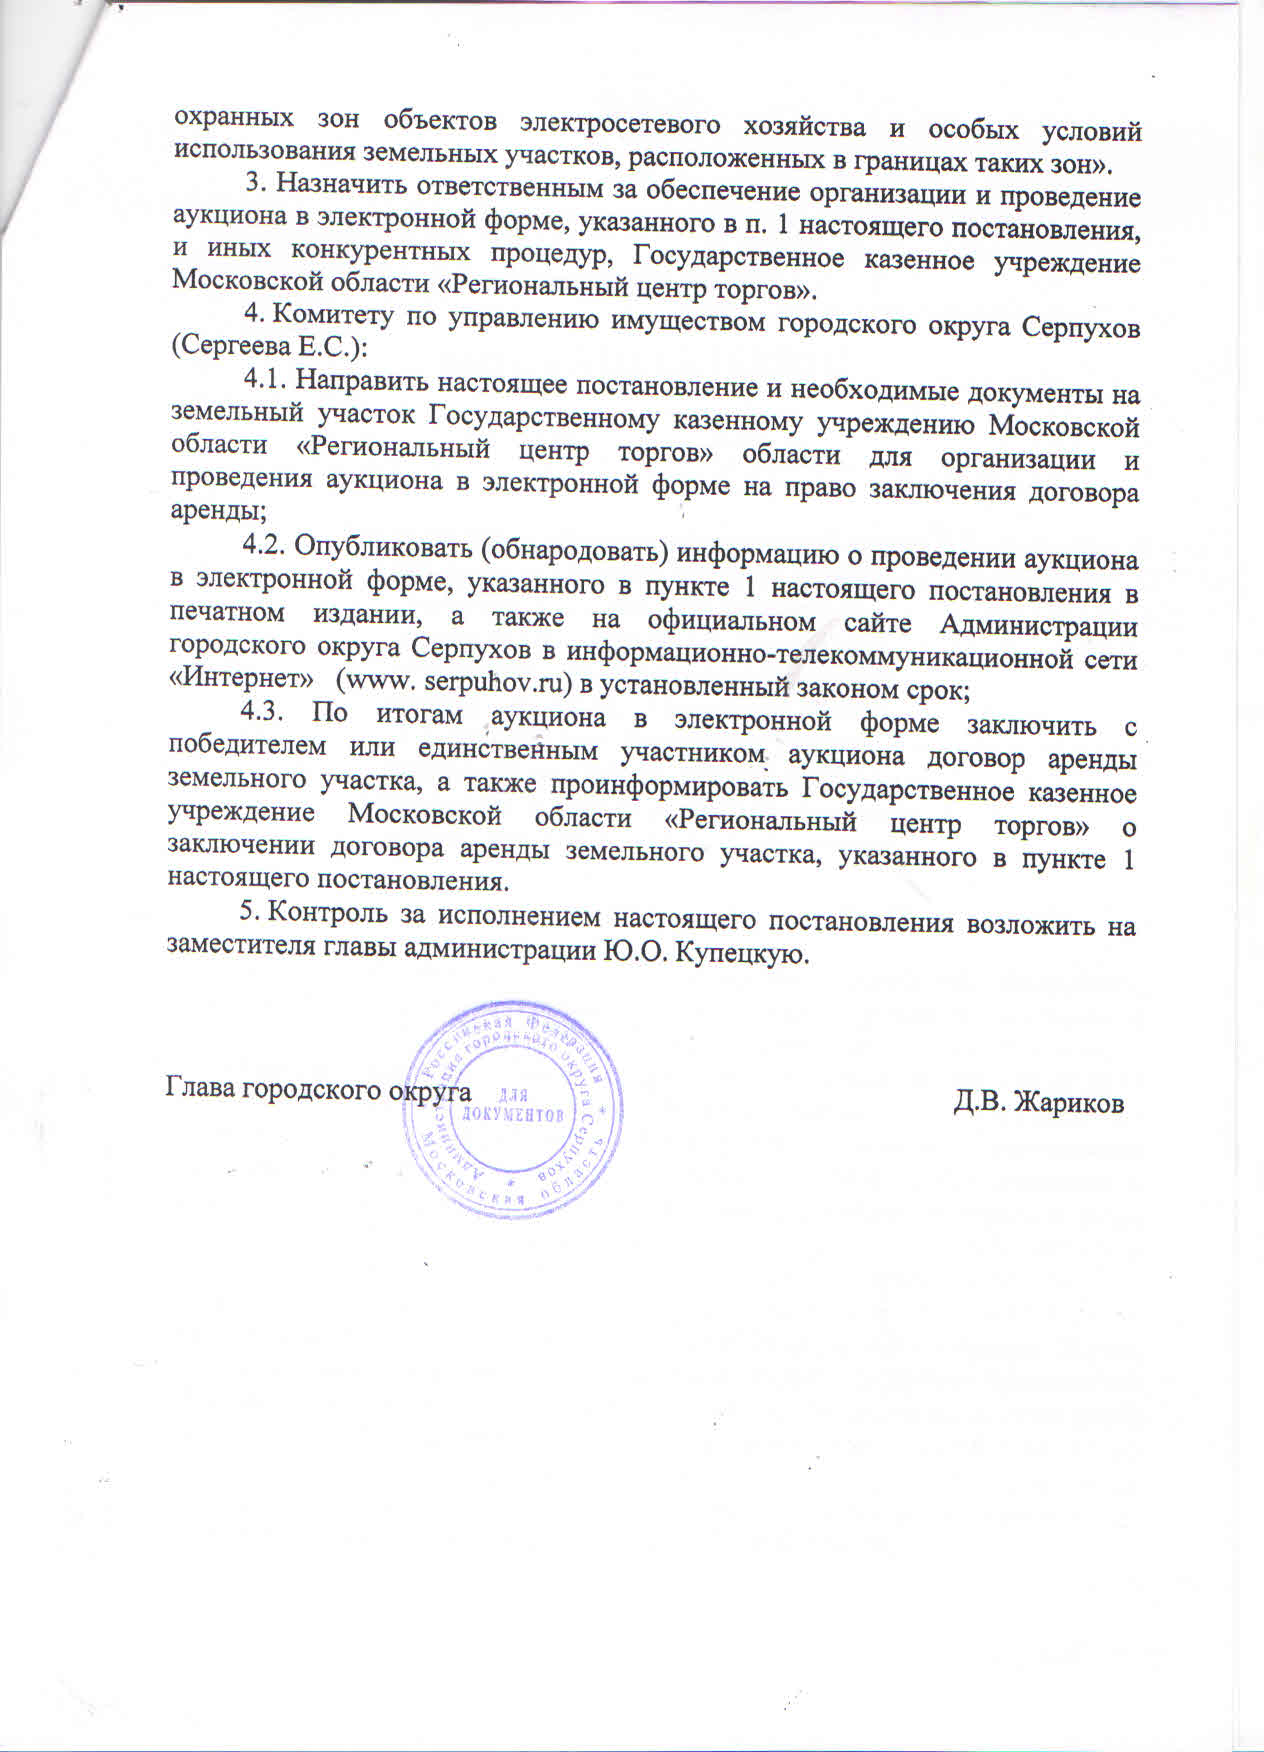 охранных зон объектов электросетевого хозяйства и особых условий
использования земельных участков, расположенных в границах таких зон».
3. Назначить ответственным за обеспечение организации и проведение
аукциона в электронной форме, указанного в п. 1 настоящего постановления,
и иных конкурентных процедур, Государственное казенное учреждение
Московской области «Региональный центр торгов».
4. Комитету по управлению имуществом городского округа Серпухов
(Сергеева Е.С.):
4.1. Направить настоящее постановление и необходимые документы на
земельный участок Государственному казенному учреждению Московской
области «Региональный центр торгов» области для организации и
проведения аукциона в электронной форме на право заключения договора
аренды;
4.2. Опубликовать (обнародовать) информацию о проведении аукциона
в электронной форме, указанного в пункте 1 настоящего постановления в
печатном издании, а также на официальном сайте Администрации
городского округа Серпухов в информационно-телекоммуникационной сети
«Интернет» (www. serpuhov.ru) в установленный законом срок;
4.3. По итогам аукциона в электронной форме заключить с
победителем или единственным участником аукциона договор аренды
земельного участка, а также проинформировать Государственное казенное
учреждение Московской области «Региональный центр торгов» о
заключении договора аренды земельного участка, указанного в пункте 1
настоящего постановления.
5. Контроль за исполнением настоящего постановления возложить на
заместителя главы администрации Ю.О. Купецкую.
Глава городского округа Д.В. Жариков
Российская Федерация * Московская область
Администрация городского округа Серпухов *
ДЛЯ
ДОКУМЕНТОВ